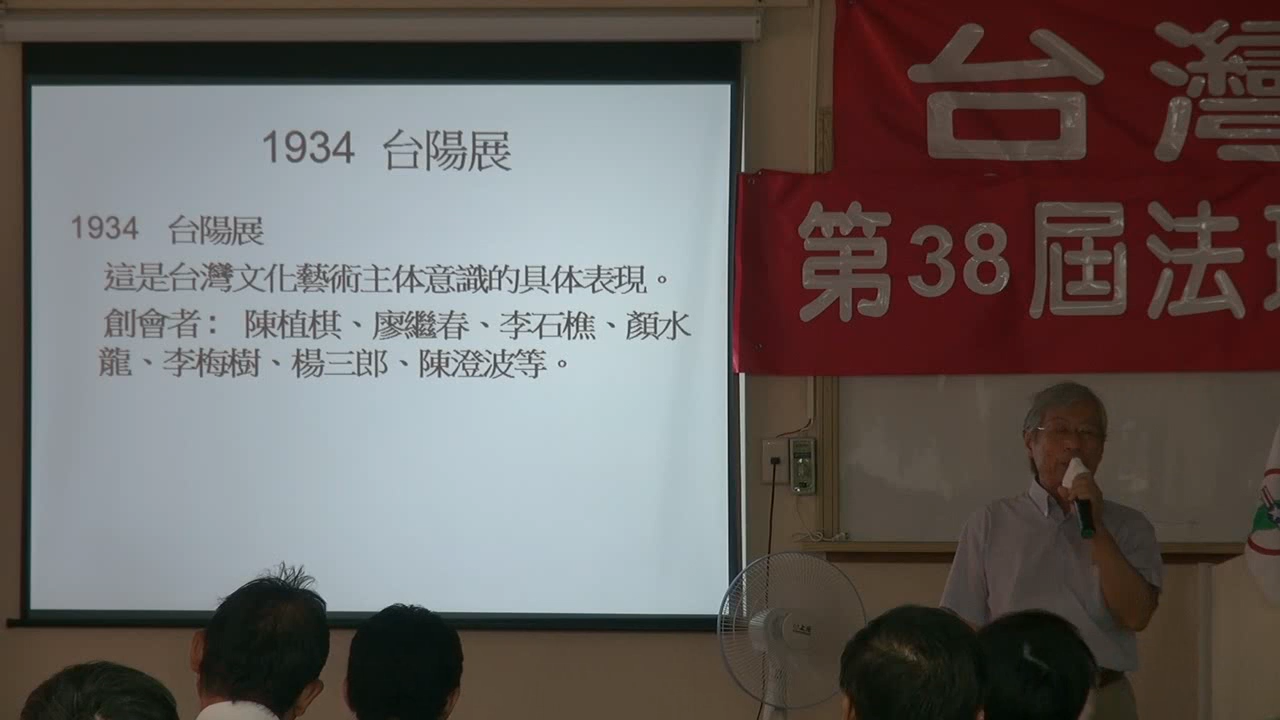 1934 台陽展
1934 台陽展
這是台灣文化藝術主体意識的具体表現。
創會者： 陳植棋、廖繼春、李石樵、顏水
龍、李梅樹、楊三郎、陳澄波等。
台灣
第38屆法